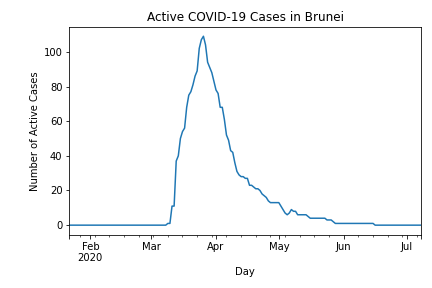 Active COVID-19 Cases in Brunei
Number of Active Cases
100
80
60
40
20
0
Feb
2020
Mar
Apr
May
Jun
Jul
Day